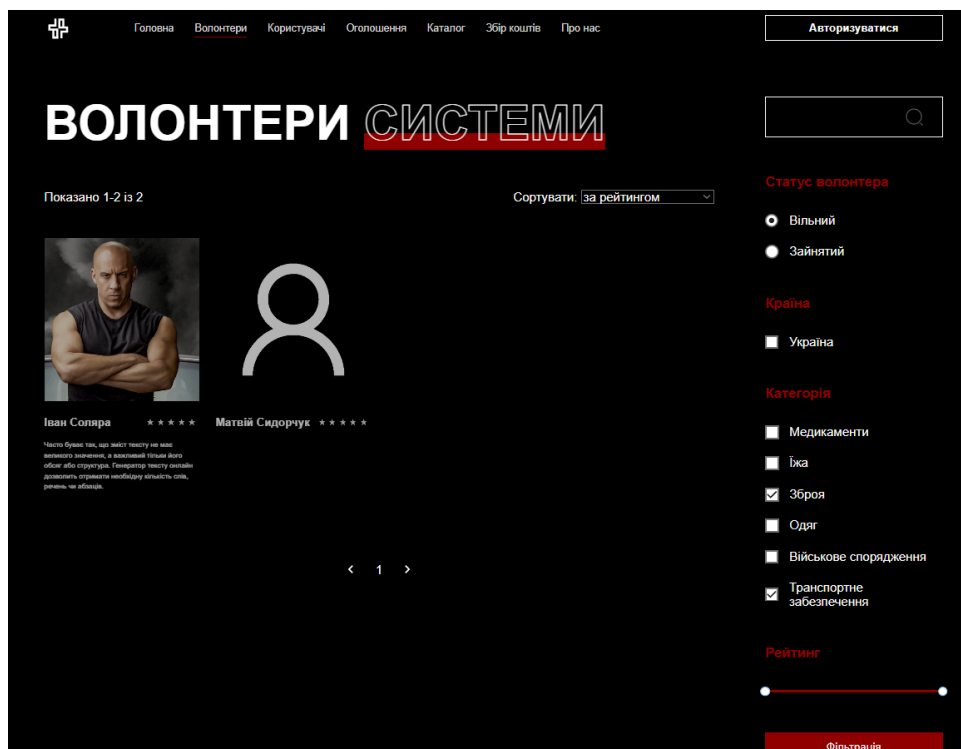 Головна Волонтери Користувачі Оголошення Каталог Збір коштів Про нас Авторизуватися
ВОЛОНТЕРИ СИСТЕМИ
Показано 1-2 із 2
Сортувати: за рейтингом
Іван Соляра ★ ★ ★ ★ ★
Часто буває так, що зміст тексту не має
великого значення, а важливий тільки його
обсяг або структура. Генератор тексту онлайн
дозволить отримати необхідну кількість слів,
речень чи абзаців.
Матвій Сидорчук ★ ★ ★ ★ ★
‹ 1 ›
Статус волонтера
Вільний
Зайнятий
Країна
Україна
Категорія
Медикаменти
Їжа
Зброя
Одяг
Військове спорядження
Транспортне
забезпечення
Рейтинг
Фільтрація